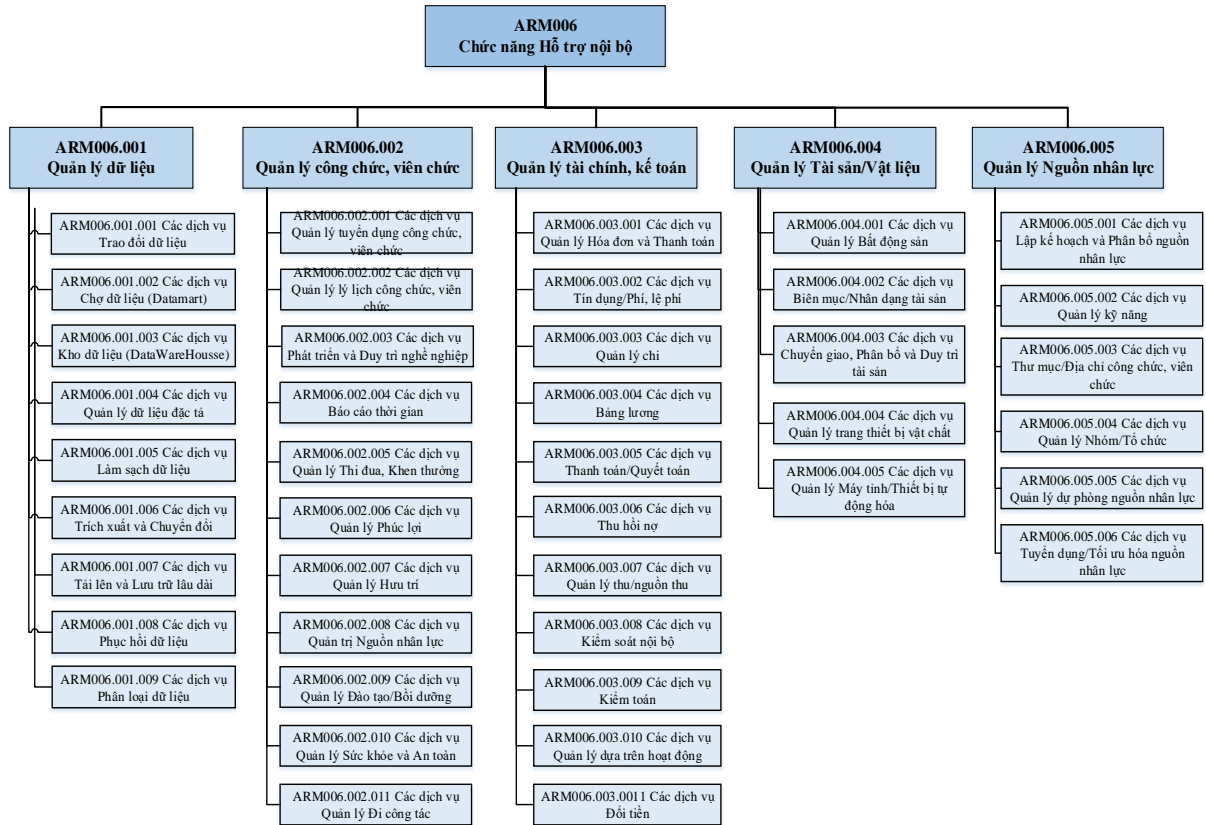 ARM006
Chức năng Hỗ trợ nội bộ
ARM006.001
Quản lý dữ liệu
ARM006.001.001 Các dịch vụ
Trao đổi dữ liệu
ARM006.001.002 Các dịch vụ
Chợ dữ liệu (Datamart)
ARM006.001.003 Các dịch vụ
Kho dữ liệu (DataWareHousse)
ARM006.001.004 Các dịch vụ
Quản lý dữ liệu đặc tả
ARM006.001.005 Các dịch vụ
Làm sạch dữ liệu
ARM006.001.006 Các dịch vụ
Trích xuất và Chuyển đổi
ARM006.001.007 Các dịch vụ
Tải lên và Lưu trữ lâu dài
ARM006.001.008 Các dịch vụ
Phục hồi dữ liệu
ARM006.001.009 Các dịch vụ
Phân loại dữ liệu
ARM006.002
Quản lý công chức, viên chức
ARM006.002.001 Các dịch vụ
Quản lý tuyển dụng công chức,
viên chức
ARM006.002.002 Các dịch vụ
Quản lý lý lịch công chức, viên
chức
ARM006.002.003 Các dịch vụ
Phát triển và Duy trì nghề nghiệp
ARM006.002.004 Các dịch vụ
Báo cáo thời gian
ARM006.002.005 Các dịch vụ
Quản lý Thi đua, Khen thưởng
ARM006.002.006 Các dịch vụ
Quản lý Phúc lợi
ARM006.002.007 Các dịch vụ
Quản lý Hưu trí
ARM006.002.008 Các dịch vụ
Quản trị Nguồn nhân lực
ARM006.002.009 Các dịch vụ
Quản lý Đào tạo/Bồi dưỡng
ARM006.002.010 Các dịch vụ
Quản lý Sức khỏe và An toàn
ARM006.002.011 Các dịch vụ
Quản lý Đi công tác
ARM006.003
Quản lý tài chính, kế toán
ARM006.003.001 Các dịch vụ
Quản lý Hóa đơn và Thanh toán
ARM006.003.002 Các dịch vụ
Tín dụng/Phí, lệ phí
ARM006.003.003 Các dịch vụ
Quản lý chi
ARM006.003.004 Các dịch vụ
Bảng lương
ARM006.003.005 Các dịch vụ
Thanh toán/Quyết toán
ARM006.003.006 Các dịch vụ
Thu hồi nợ
ARM006.003.007 Các dịch vụ
Quản lý thu/nguồn thu
ARM006.003.008 Các dịch vụ
Kiểm soát nội bộ
ARM006.003.009 Các dịch vụ
Kiểm toán
ARM006.003.010 Các dịch vụ
Quản lý dựa trên hoạt động
ARM006.003.0011 Các dịch vụ
Đổi tiền
ARM006.004
Quản lý Tài sản/Vật liệu
ARM006.004.001 Các dịch vụ
Quản lý Bất động sản
ARM006.004.002 Các dịch vụ
Biên mục/Nhân dạng tài sản
ARM006.004.003 Các dịch vụ
Chuyển giao, Phân bổ và Duy trì
tài sản
ARM006.004.004 Các dịch vụ
Quản lý trang thiết bị vật chất
ARM006.004.005 Các dịch vụ
Quản lý Máy tính/Thiết bị tự
động hóa
ARM006.005
Quản lý Nguồn nhân lực
ARM006.005.001 Các dịch vụ
Lập kế hoạch và Phân bổ nguồn
nhân lực
ARM006.005.002 Các dịch vụ
Quản lý kỹ năng
ARM006.005.003 Các dịch vụ
Thư mục/Địa chỉ công chức, viên
chức
ARM006.005.004 Các dịch vụ
Quản lý Nhóm/Tổ chức
ARM006.005.005 Các dịch vụ
Quản lý dự phòng nguồn nhân lực
ARM006.005.006 Các dịch vụ
Tuyển dụng/Tối ưu hóa nguồn
nhân lực